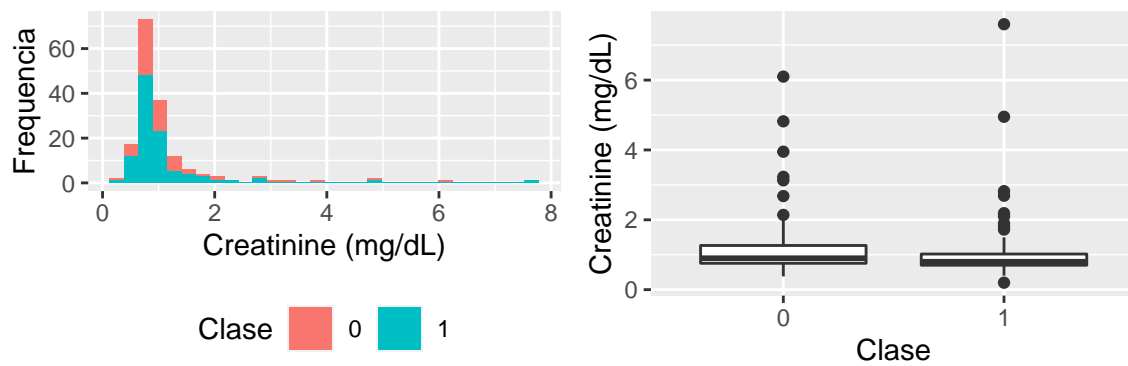 Frequencia
60
40
20
0
0 2 4 6 8
Creatinine (mg/dL)
Clase 0 1
Creatinine (mg/dL)
6
4
2
0
0 1
Clase